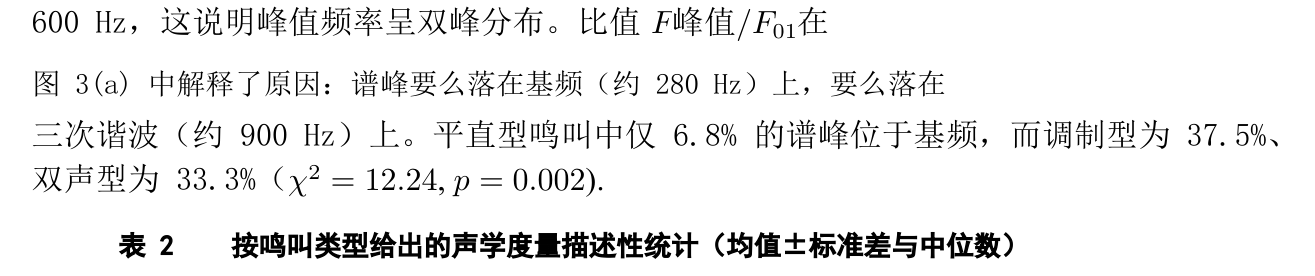 600 Hz，这说明峰值频率呈双峰分布。比值 F峰值/F₀₁在
图 3(a) 中解释了原因：谱峰要么落在基频（约 280 Hz）上，要么落在
三次谐波（约 900 Hz）上。平直型鸣叫中仅 6.8% 的谱峰位于基频，而调制型为 37.5%、
双声型为 33.3%（χ² = 12.24, p = 0.002).
表 2 按鸣叫类型给出的声学度量描述性统计（均值±标准差与中位数）